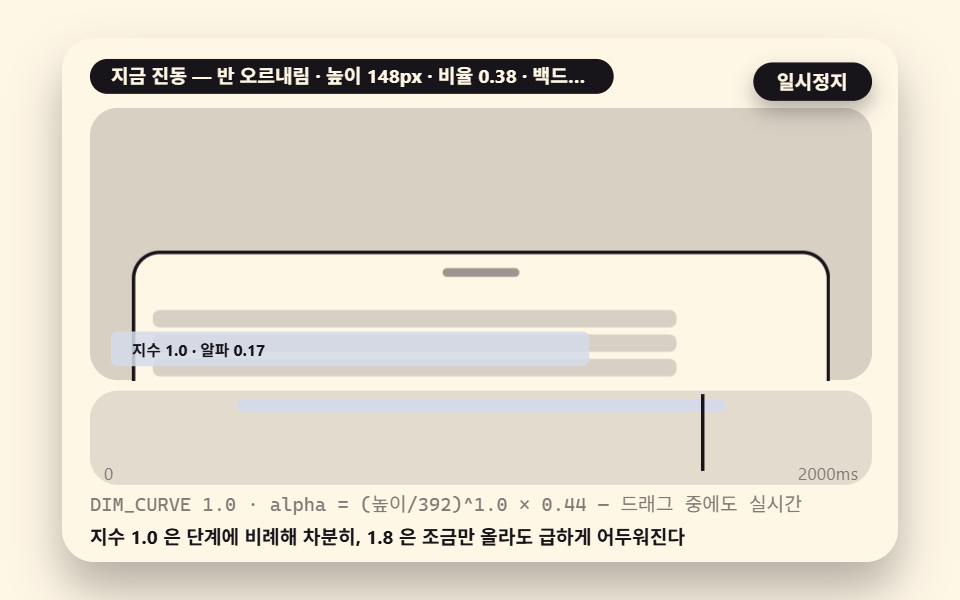 지금 진동 — 반 오르내림 · 높이 148px · 비율 0.38 · 백드…
일시정지
지수 1.0 · 알파 0.17
0
2000ms
DIM_CURVE 1.0 · alpha = (높이/392)^1.0 × 0.44 — 드래그 중에도 실시간
지수 1.0 은 단계에 비례해 차분히, 1.8 은 조금만 올라도 급하게 어두워진다